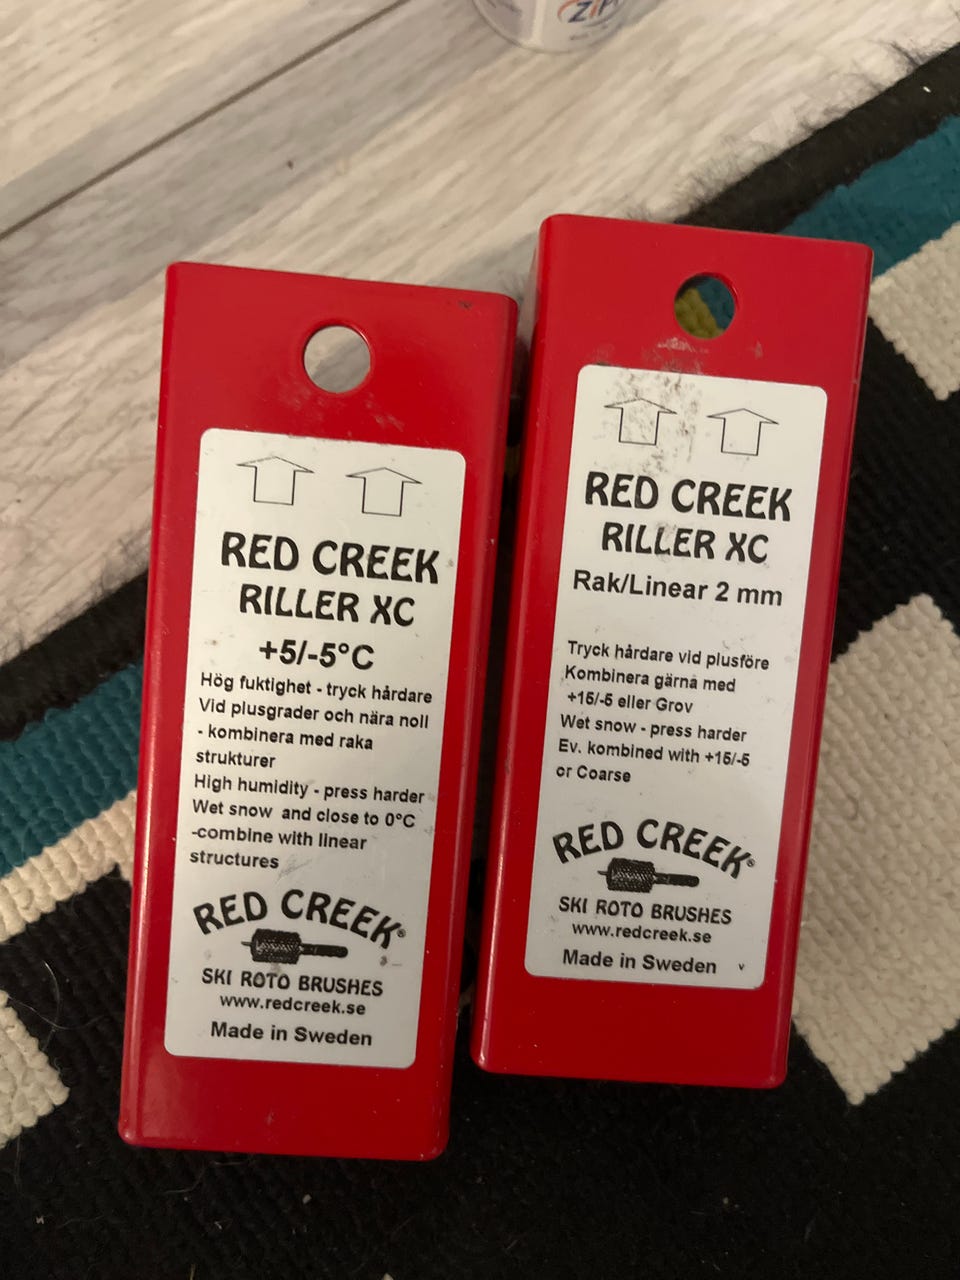 RED CREEK
RILLER XC
+5/-5°C
Hög fuktighet - tryck hårdare
Vid plusgrader och nära noll
- kombinera med raka
strukturer
High humidity - press harder
Wet snow and close to 0°C
-combine with linear
structures
RED CREEK®
SKI ROTO BRUSHES
www.redcreek.se
Made in Sweden
RED CREEK
RILLER XC
Rak/Linear 2 mm
Tryck hårdare vid plusföre
Kombinera gärna med
+15/-5 eller Grov
Wet snow - press harder
Ev. kombined with +15/-5
or Coarse
RED CREEK®
SKI ROTO BRUSHES
www.redcreek.se
Made in Sweden